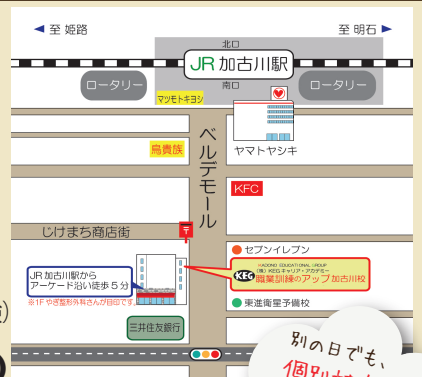 至 姫路
至 明石
北口
JR 加古川駅
南口
ロータリー
ロータリー
マツモトキヨシ
ヤマトヤシキ
鳥貴族
ベルデモール
KFC
じけまち商店街
〒
セブンイレブン
KADONO EDUCATIONAL GROUP
(株) KEGキャリア・アカデミー
KEG 職業訓練のアップ加古川校
JR加古川駅から
アーケード沿い徒歩5分
※1F やぎ整形外科さんが目印です。
東進衛星予備校
三井住友銀行
別の日でも、